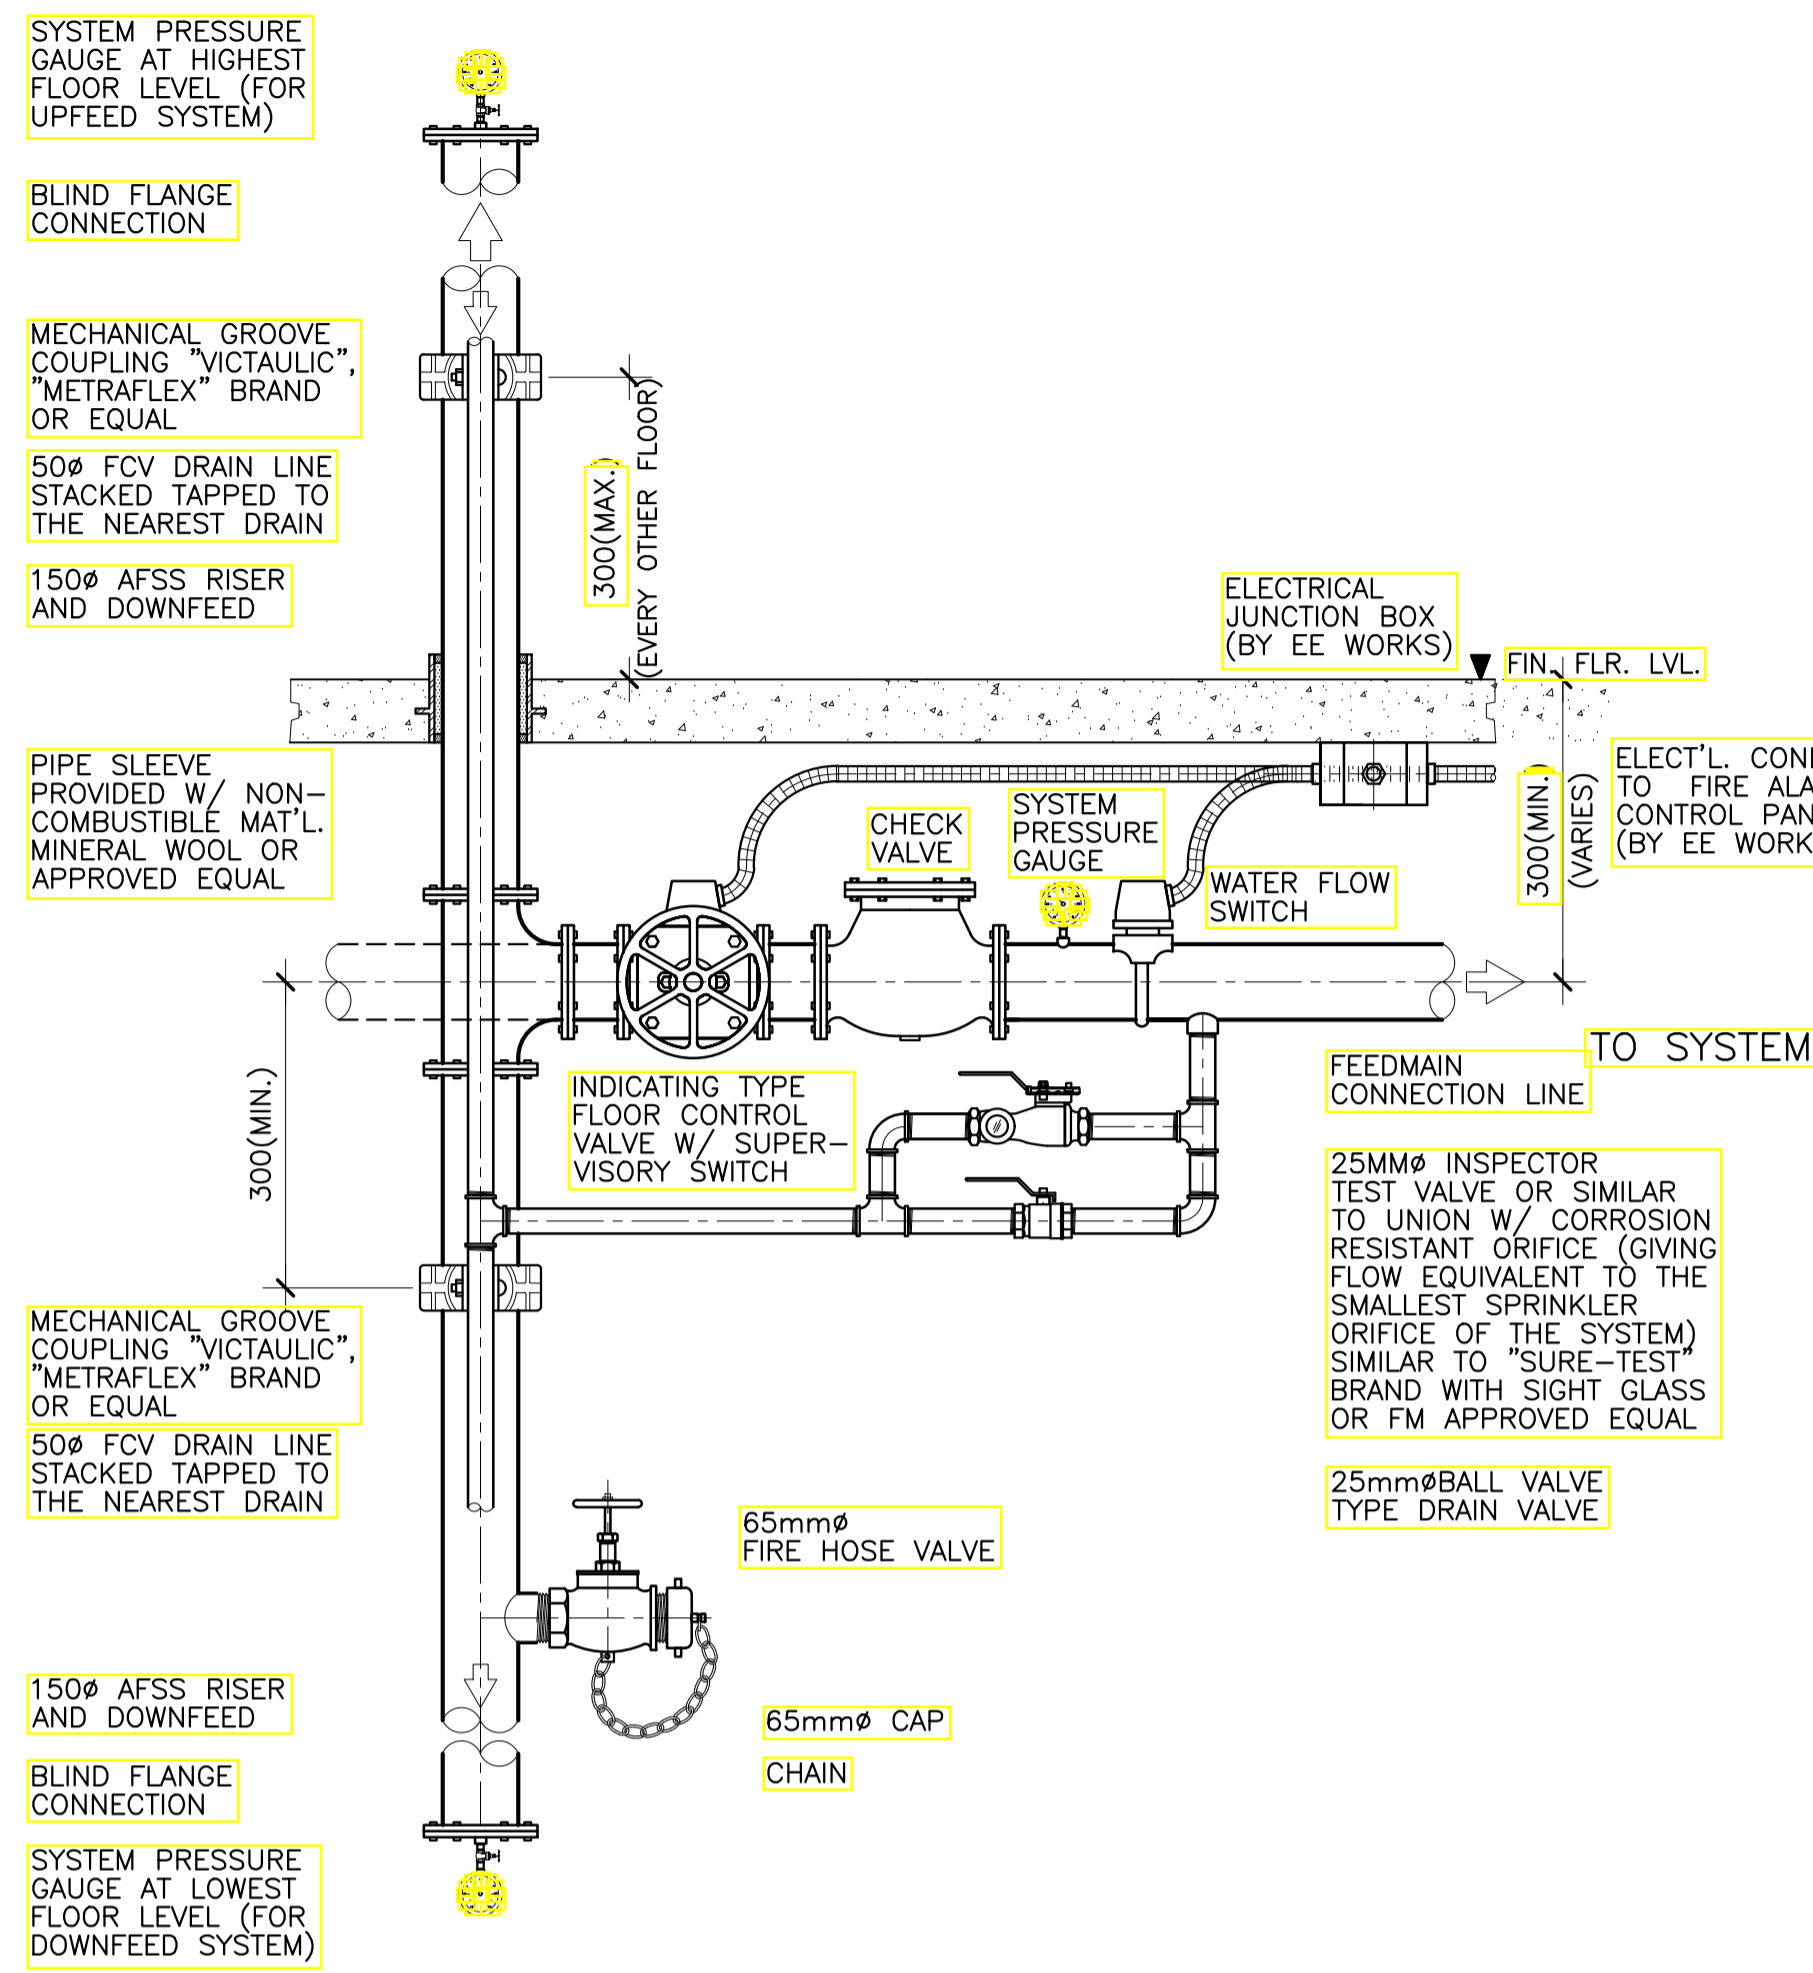 SYSTEM PRESSURE
GAUGE AT HIGHEST
FLOOR LEVEL (FOR
UPFEED SYSTEM)
BLIND FLANGE
CONNECTION
MECHANICAL GROOVE
COUPLING "VICTAULIC",
"METRAFLEX" BRAND
OR EQUAL
50ø FCV DRAIN LINE
STACKED TAPPED TO
THE NEAREST DRAIN
150ø AFSS RISER
AND DOWNFEED
300(MAX.)
(EVERY OTHER FLOOR)
ELECTRICAL
JUNCTION BOX
(BY EE WORKS)
FIN. FLR. LVL.
PIPE SLEEVE
PROVIDED W/ NON-
COMBUSTIBLE MAT'L.
MINERAL WOOL OR
APPROVED EQUAL
CHECK
VALVE
SYSTEM
PRESSURE
GAUGE
WATER FLOW
SWITCH
300(MIN.)
(VARIES)
ELECT'L.
TO FIRE
CONTROL
(BY EE
TO SYSTEM
300(MIN.)
INDICATING TYPE
FLOOR CONTROL
VALVE W/ SUPER-
VISORY SWITCH
FEEDMAIN
CONNECTION LINE
25MMø INSPECTOR
TEST VALVE OR SIMILAR
TO UNION W/ CORROSION
RESISTANT ORIFICE (GIVING
FLOW EQUIVALENT TO THE
SMALLEST SPRINKLER
ORIFICE OF THE SYSTEM)
SIMILAR TO "SURE-TEST"
BRAND WITH SIGHT GLASS
OR FM APPROVED EQUAL
25mmøBALL VALVE
TYPE DRAIN VALVE
MECHANICAL GROOVE
COUPLING "VICTAULIC",
"METRAFLEX" BRAND
OR EQUAL
50ø FCV DRAIN LINE
STACKED TAPPED TO
THE NEAREST DRAIN
65mmø
FIRE HOSE VALVE
150ø AFSS RISER
AND DOWNFEED
65mmø CAP
CHAIN
BLIND FLANGE
CONNECTION
SYSTEM PRESSURE
GAUGE AT LOWEST
FLOOR LEVEL (FOR
DOWNFEED SYSTEM)